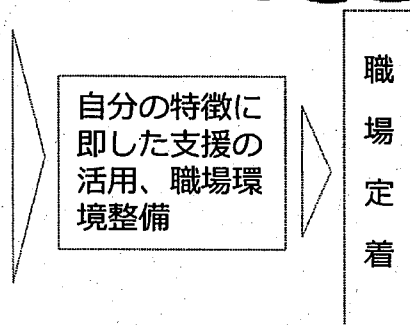 自分の特徴に
即した支援の
活用、職場環
境整備
職場定着